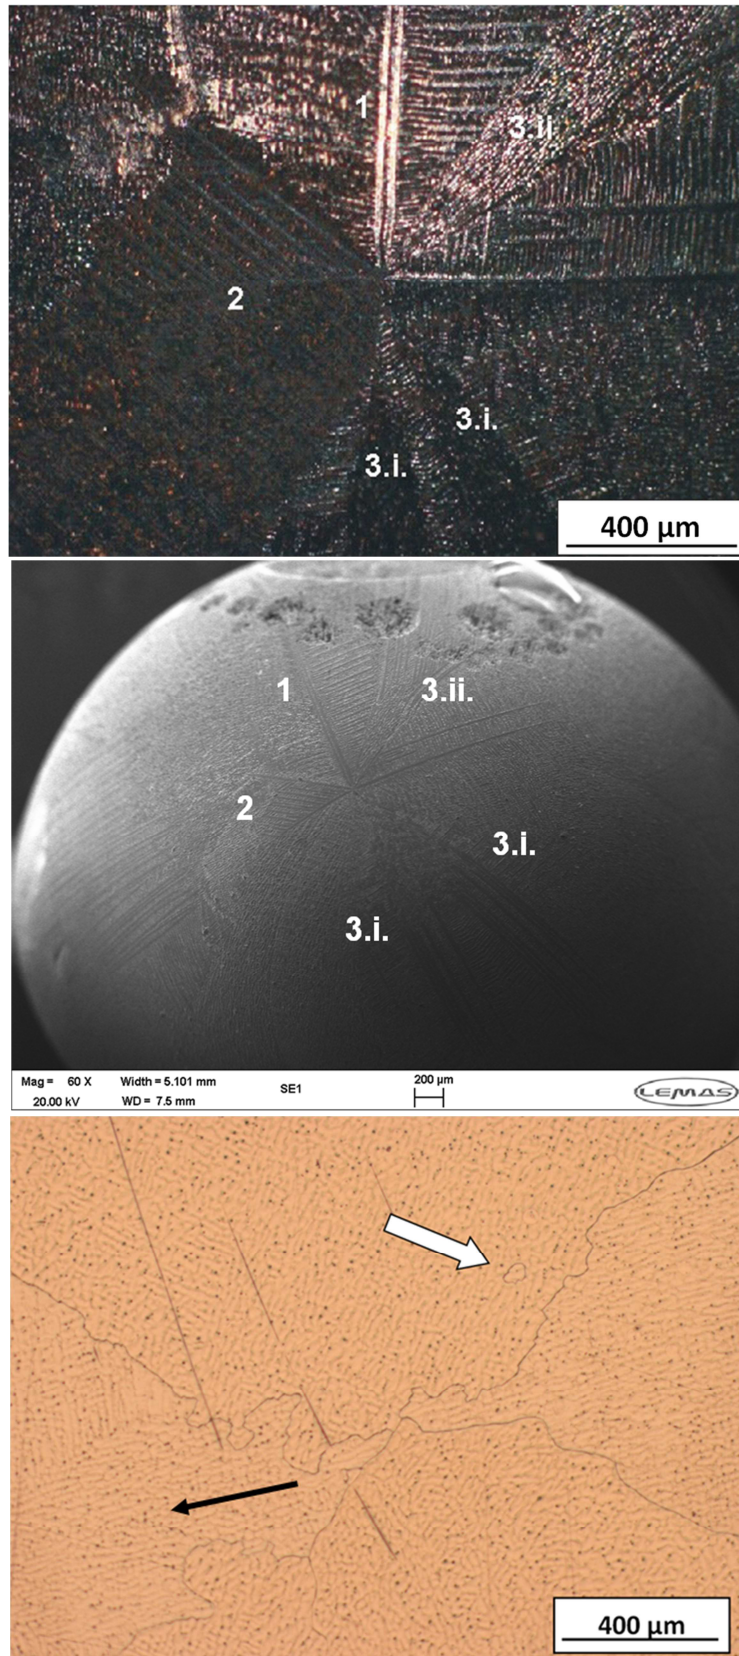 1
3.ii
2
3.i.
3.i.
400 µm
1
3.ii.
2
3.i.
3.i.
Mag = 60 X Width = 5.101 mm SE1 200 µm LEMAS
20.00 kV WD = 7.5 mm
400 µm